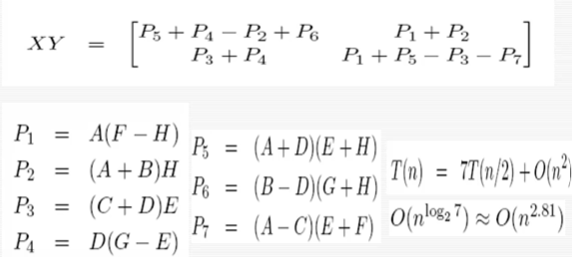 XY = [P₅ + P₄ − P₂ + P₆ P₁ + P₂
P₃ + P₄ P₁ + P₅ − P₃ − P₇]
P₁ = A(F − H)
P₂ = (A + B)H
P₃ = (C + D)E
P₄ = D(G − E)
P₅ = (A + D)(E + H)
P₆ = (B − D)(G + H)
P₇ = (A − C)(E + F)
T(n) = 7T(n/2) + O(n²)
O(n^{log₂ 7}) ≈ O(n^{2.81})